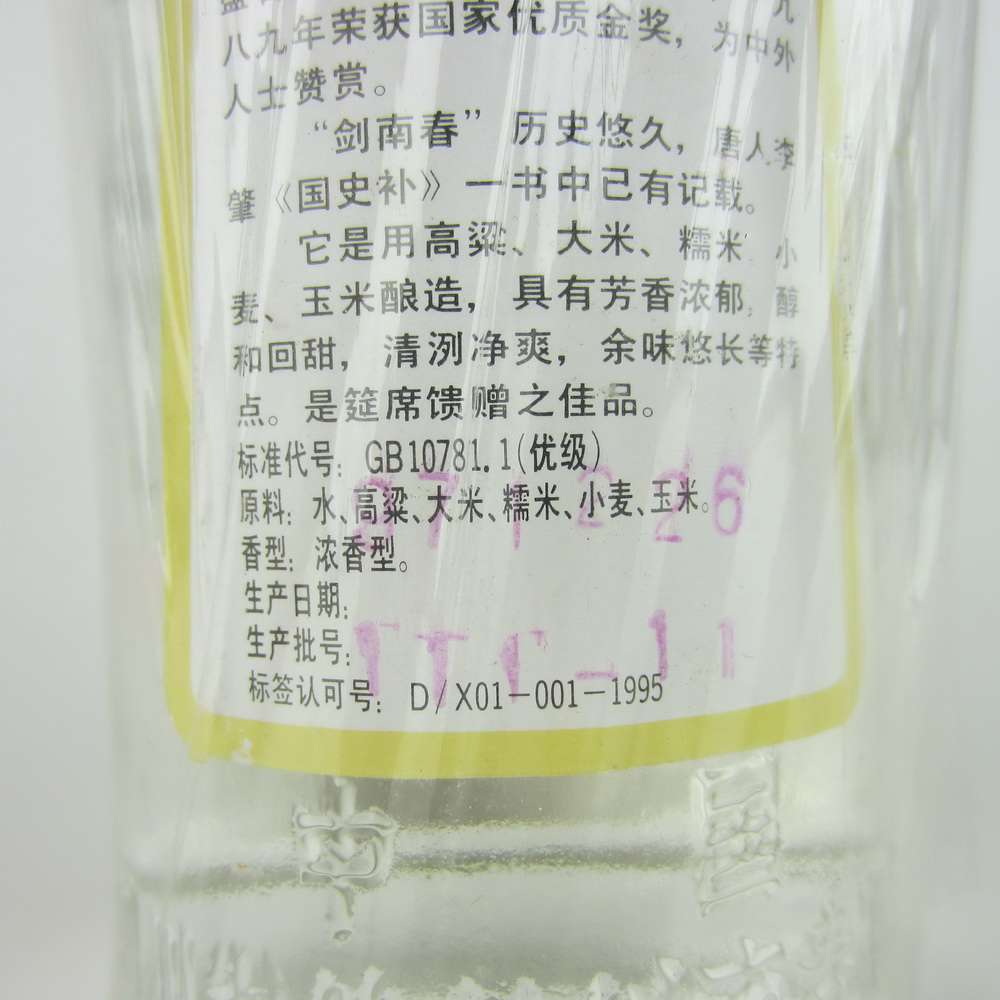 八九年荣获国家优质金奖，为中外
人士赞赏。
“剑南春”历史悠久，唐人李
肇《国史补》一书中已有记载。
它是用高粱、大米、糯米 小
麦、玉米酿造，具有芳香浓郁，醇
和回甜，清洌净爽，余味悠长等特
点。是筵席馈赠之佳品。
标准代号：GB10781.1(优级)
原料：水、高粱、大米、糯米、小麦、玉米。
香型：浓香型。
生产日期：
生产批号：
标签认可号：D/X01-001-1995
中 国